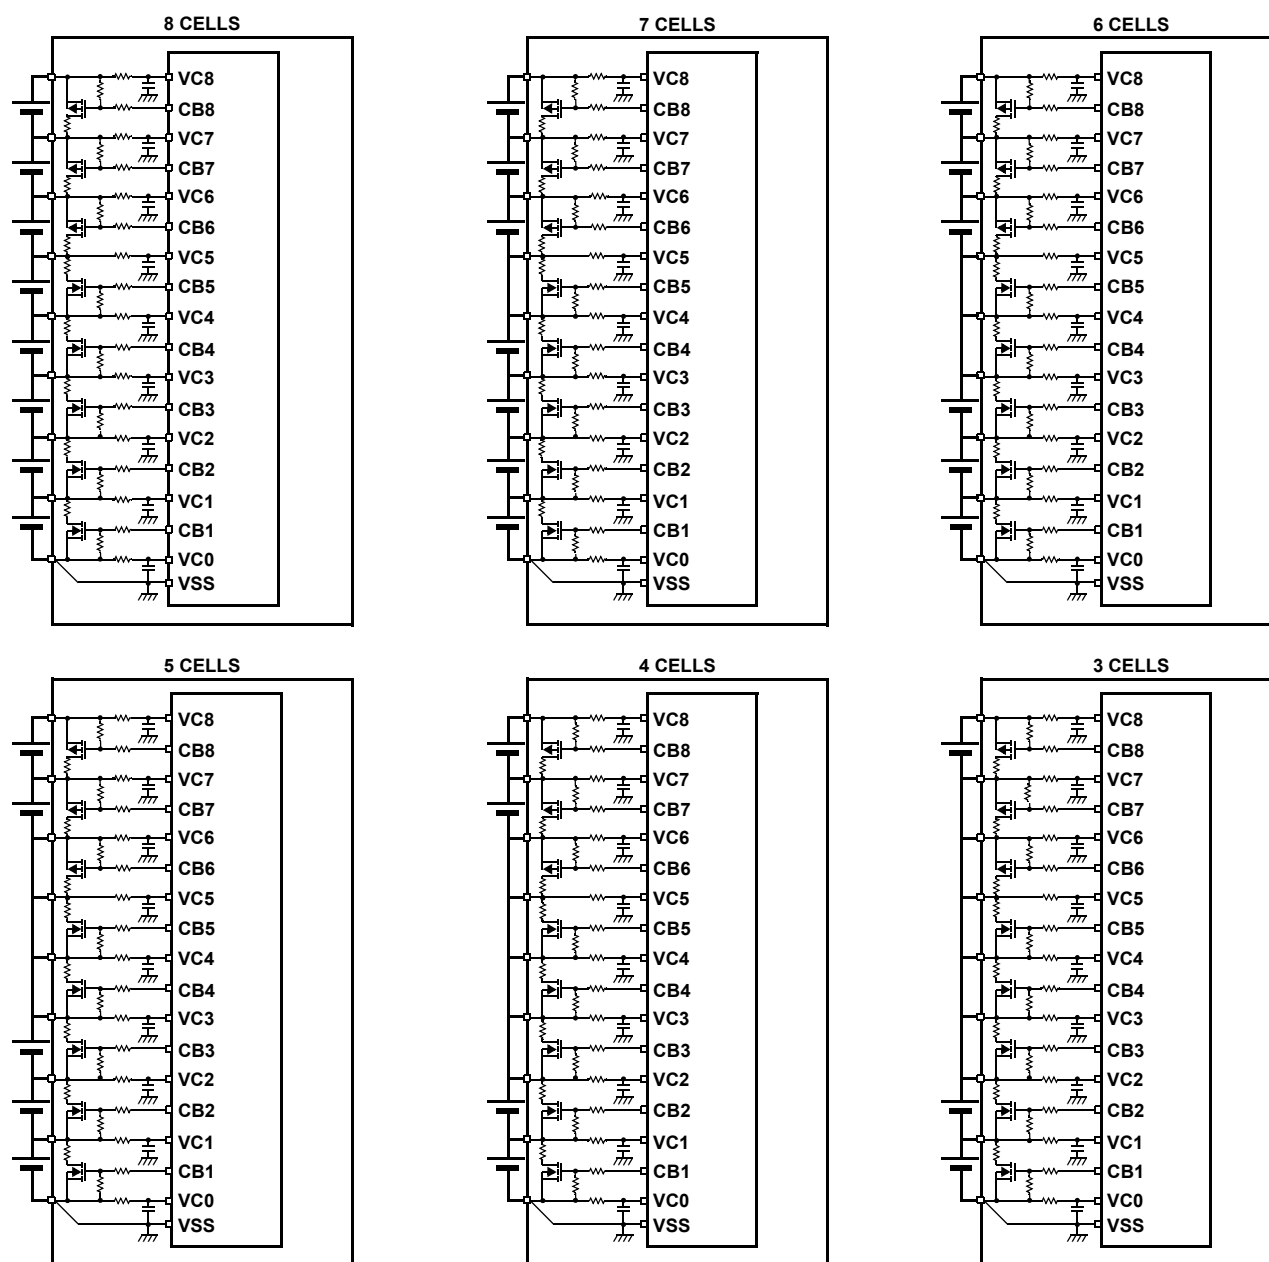 8 CELLS
VC8
CB8
VC7
CB7
VC6
CB6
VC5
CB5
VC4
CB4
VC3
CB3
VC2
CB2
VC1
CB1
VC0
VSS
7 CELLS
VC8
CB8
VC7
CB7
VC6
CB6
VC5
CB5
VC4
CB4
VC3
CB3
VC2
CB2
VC1
CB1
VC0
VSS
6 CELLS
VC8
CB8
VC7
CB7
VC6
CB6
VC5
CB5
VC4
CB4
VC3
CB3
VC2
CB2
VC1
CB1
VC0
VSS
5 CELLS
VC8
CB8
VC7
CB7
VC6
CB6
VC5
CB5
VC4
CB4
VC3
CB3
VC2
CB2
VC1
CB1
VC0
VSS
4 CELLS
VC8
CB8
VC7
CB7
VC6
CB6
VC5
CB5
VC4
CB4
VC3
CB3
VC2
CB2
VC1
CB1
VC0
VSS
3 CELLS
VC8
CB8
VC7
CB7
VC6
CB6
VC5
CB5
VC4
CB4
VC3
CB3
VC2
CB2
VC1
CB1
VC0
VSS